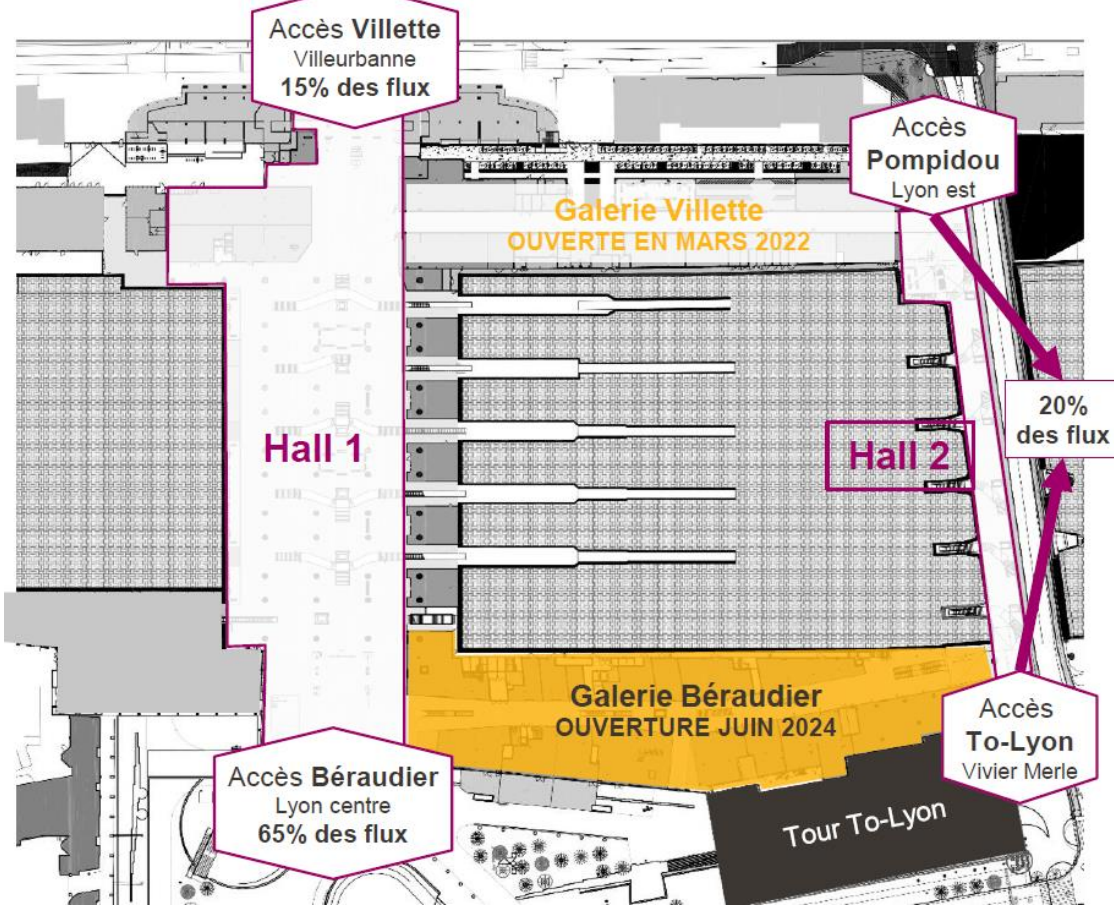 Accès Villette
Villeurbanne
15% des flux
Accès
Pompidou
Lyon est
Galerie Villette
OUVERTE EN MARS 2022
20%
des flux
Hall 1
Hall 2
Galerie Béraudier
OUVERTURE JUIN 2024
Accès
To-Lyon
Vivier Merle
Accès Béraudier
Lyon centre
65% des flux
Tour To-Lyon